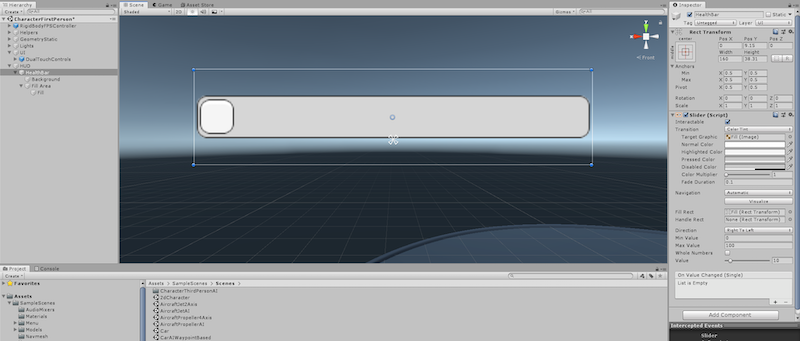 Hierarchy
Create
All
CharacterFirstPerson*
RigidBodyFPSController
Helpers
GeometryStatic
Lights
UI
DualTouchControls
HUD
HealthBar
Background
Fill Area
Fill
Scene
Game
Asset Store
Shaded
2D
Gizmos
All
Front
Inspector
HealthBar
Static
Tag
Untagged
Layer
UI
Rect Transform
center
Pos X Pos Y Pos Z
0 9.15 0
Width Height
160 39.31
R
middle
Anchors
Min X 0.5 Y 0.5
Max X 0.5 Y 0.5
Pivot X 0.5 Y 0.5
Rotation X 0 Y 0 Z 0
Scale X 1 Y 1 Z 1
Slider (Script)
Interactable
Transition Color Tint
Target Graphic Fill (Image)
Normal Color
Highlighted Color
Pressed Color
Disabled Color
Color Multiplier 1
Fade Duration 0.1
Navigation Automatic
Visualize
Fill Rect Fill (Rect Transform)
Handle Rect None (Rect Transform)
Direction Right To Left
Min Value 0
Max Value 100
Whole Numbers
Value
On Value Changed (Single)
List is Empty
+ −
Add Component
Intercepted Events
Slider
Project
Console
Create
Favorites
Assets
SampleScenes
AudioMixers
Materials
Menu
Models
Navmesh
Assets ▸ SampleScenes ▸ Scenes ▸
CharacterThirdPersonAI
2dCharacter
AircraftJet2Axis
AircraftJetAI
AircraftPropeller4Axis
AircraftPropellerAI
Car
CarAIWaypointBased